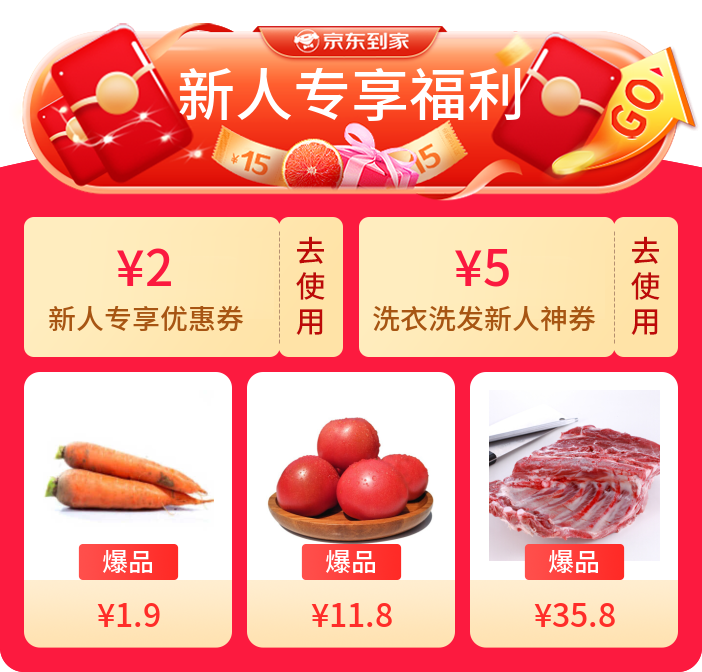 京东到家
新人专享福利
GO
¥15
15
¥2
新人专享优惠券
去使用
¥5
洗衣洗发新人神券
去使用
爆品
爆品
爆品
¥1.9
¥11.8
¥35.8